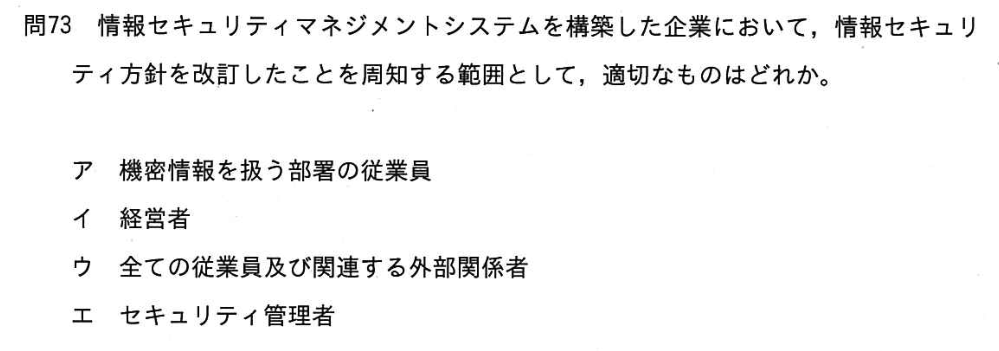 問73 情報セキュリティマネジメントシステムを構築した企業において，情報セキュリ
ティ方針を改訂したことを周知する範囲として，適切なものはどれか。
ア 機密情報を扱う部署の従業員
イ 経営者
ウ 全ての従業員及び関連する外部関係者
エ セキュリティ管理者